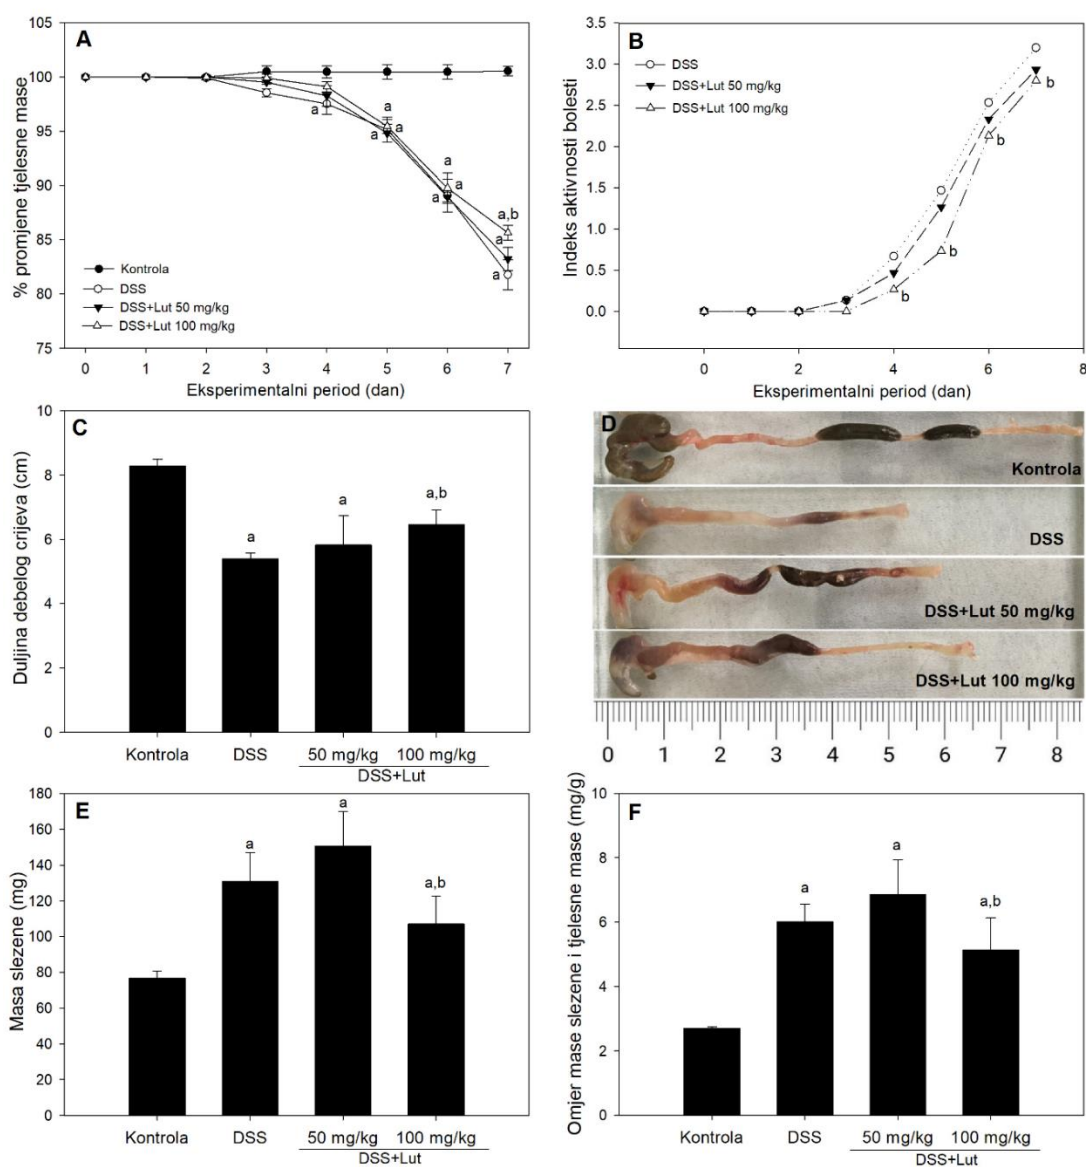 A
% promjene tjelesne mase
105
100
95
90
85
80
75
a
a
a
a
a
a
a
a,b
a
a
Kontrola
DSS
DSS+Lut 50 mg/kg
DSS+Lut 100 mg/kg
0 1 2 3 4 5 6 7
Eksperimentalni period (dan)
B
Indeks aktivnosti bolesti
3.5
3.0
2.5
2.0
1.5
1.0
0.5
0.0
DSS
DSS+Lut 50 mg/kg
DSS+Lut 100 mg/kg
b
b
b
b
0 2 4 6 8
Eksperimentalni period (dan)
C
Duljina debelog crijeva (cm)
10
8
6
4
2
0
a
a
a,b
Kontrola DSS 50 mg/kg 100 mg/kg
DSS+Lut
D
Kontrola
DSS
DSS+Lut 50 mg/kg
DSS+Lut 100 mg/kg
0 1 2 3 4 5 6 7 8
E
Masa slezene (mg)
180
160
140
120
100
80
60
40
20
0
a
a
a,b
Kontrola DSS 50 mg/kg 100 mg/kg
DSS+Lut
F
Omjer mase slezene i tjelesne mase (mg/g)
10
8
6
4
2
0
a
a
a,b
Kontrola DSS 50 mg/kg 100 mg/kg
DSS+Lut